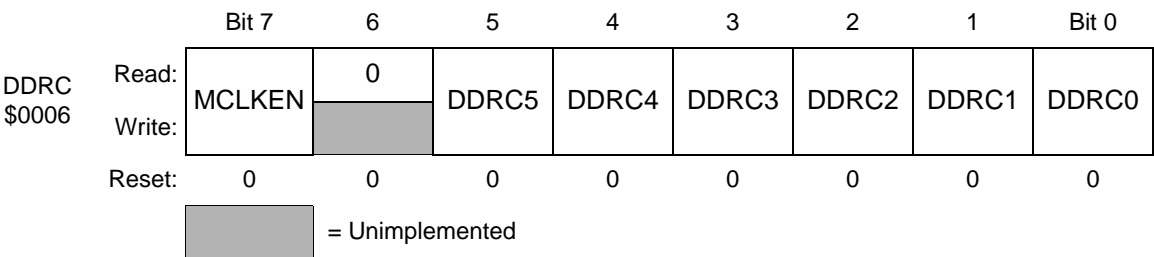 Bit 7 6 5 4 3 2 1 Bit 0
DDRC $0006 Read: MCLKEN 0 DDRC5 DDRC4 DDRC3 DDRC2 DDRC1 DDRC0
Write:
Reset: 0 0 0 0 0 0 0 0
= Unimplemented